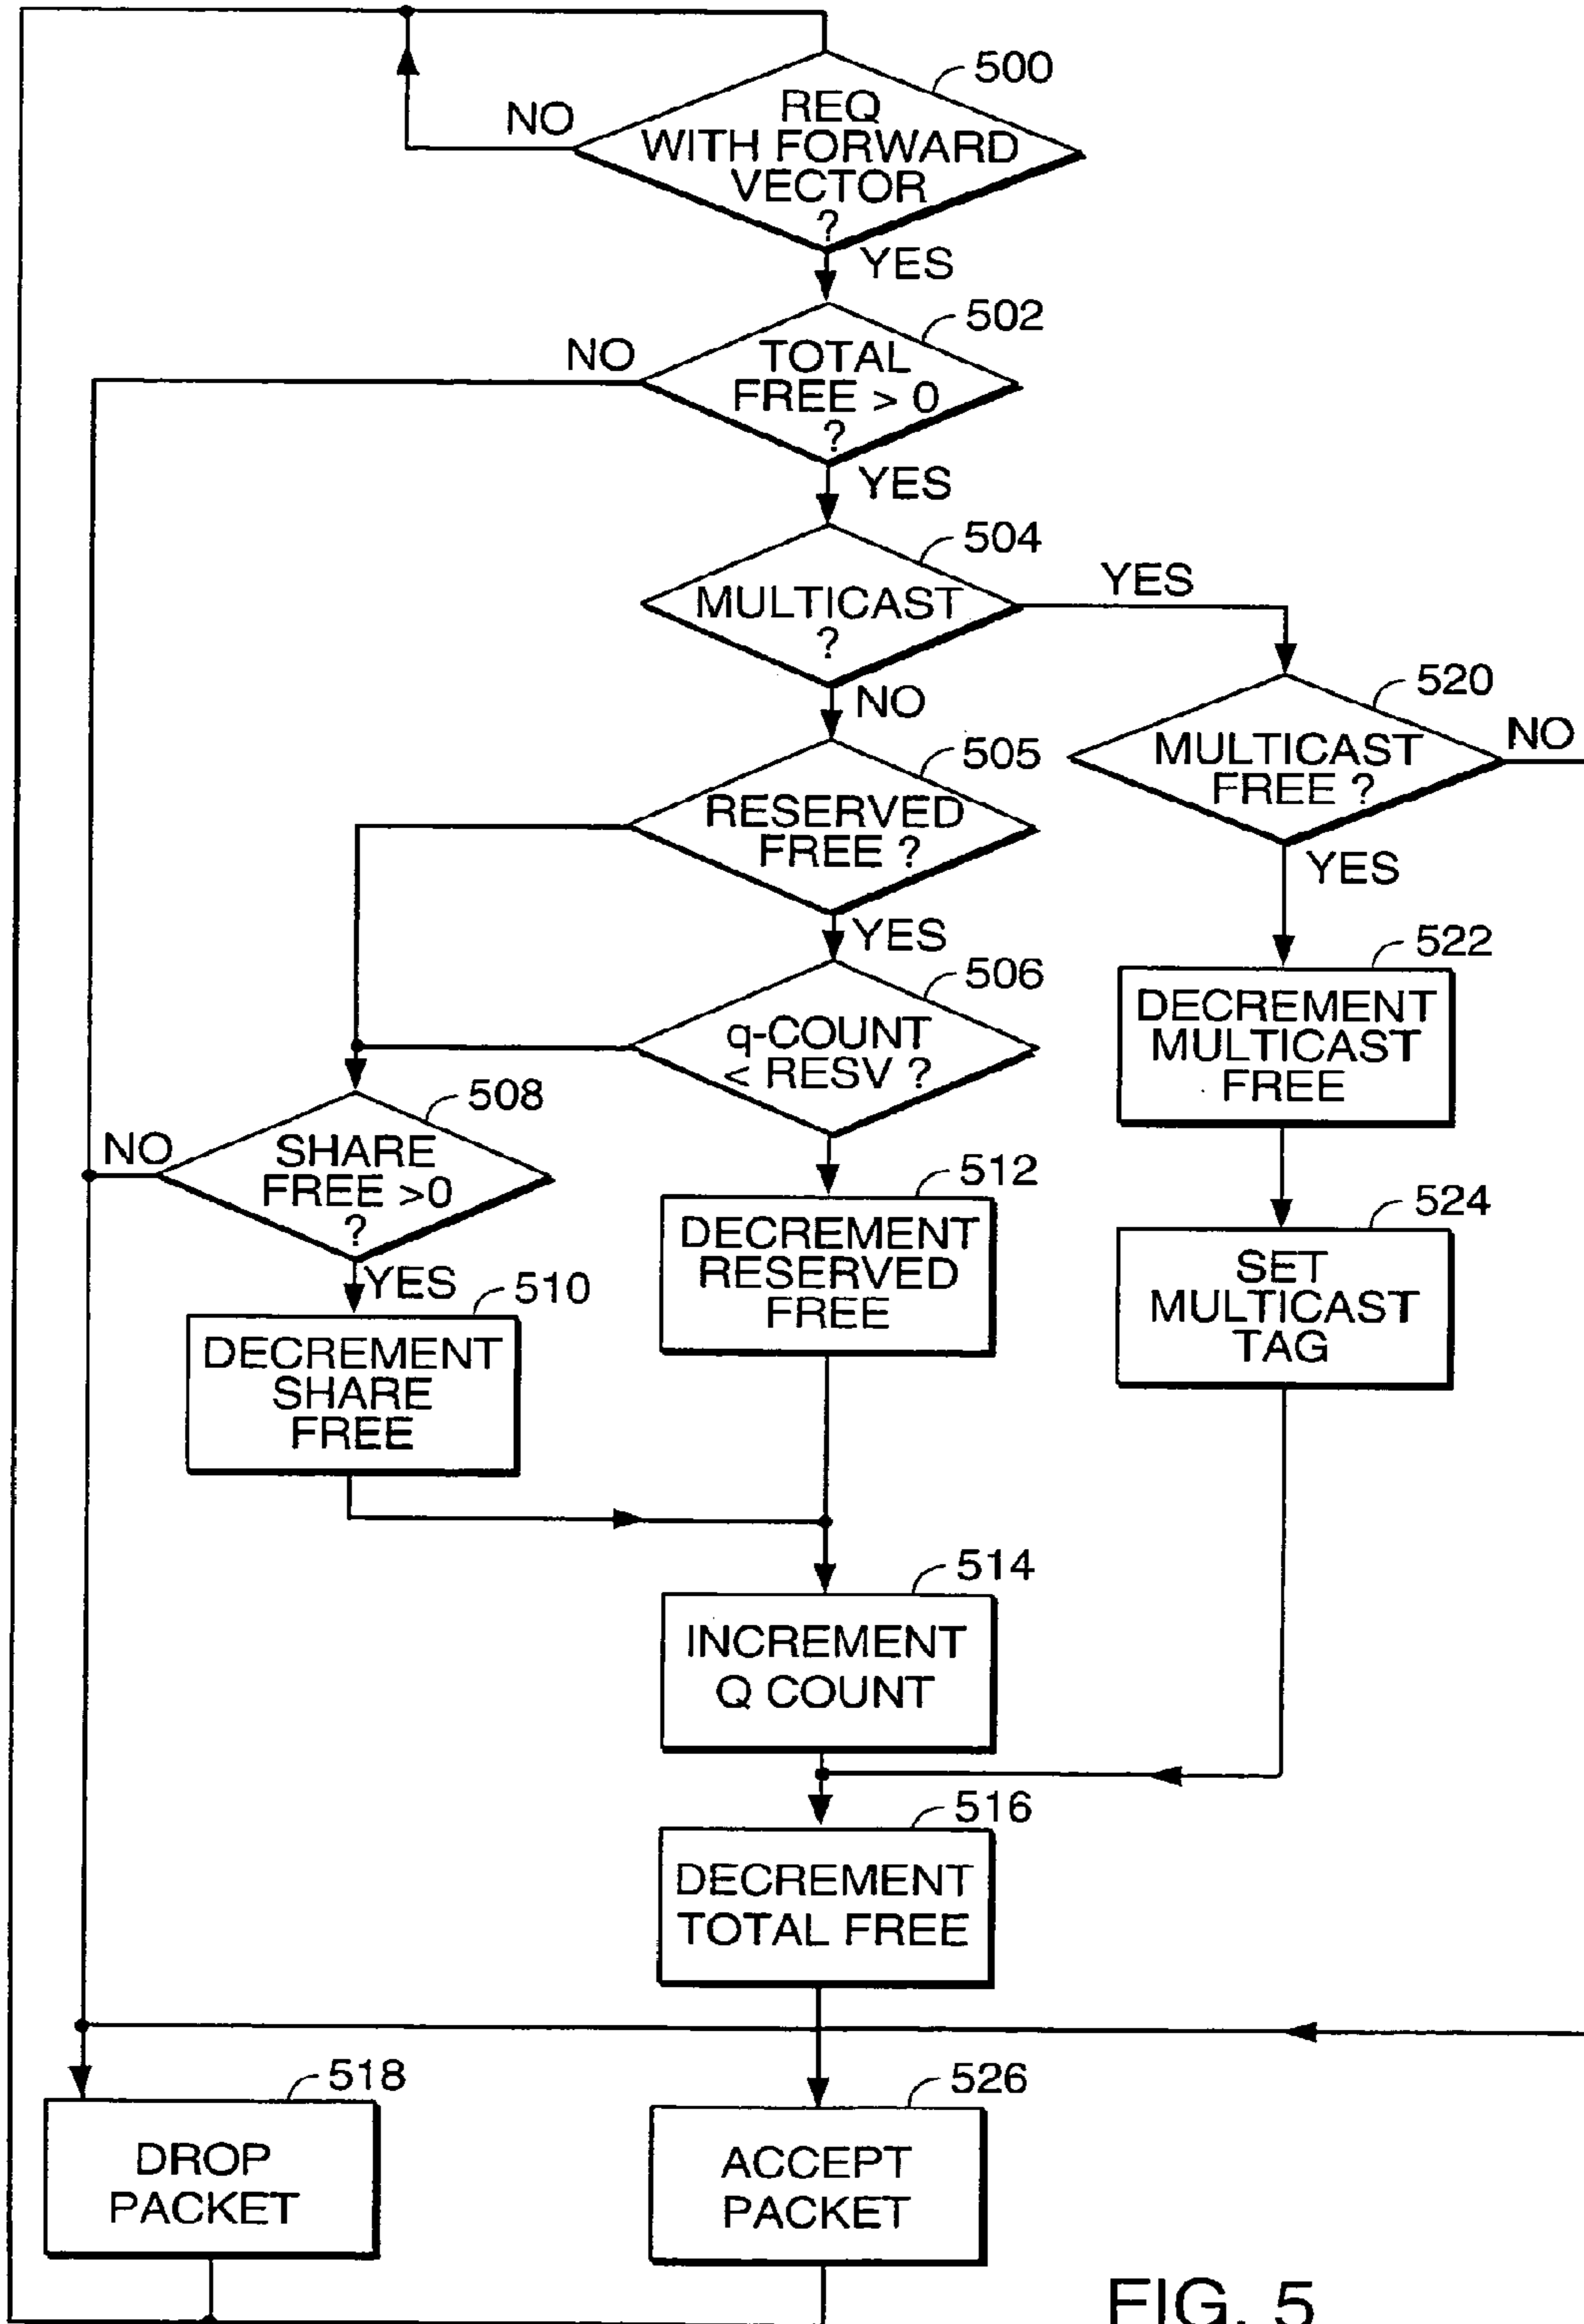 500
REQ
WITH FORWARD
VECTOR
?
NO
YES
502
TOTAL
FREE > 0
?
NO
YES
504
MULTICAST
?
YES
NO
520
MULTICAST
FREE ?
NO
YES
505
RESERVED
FREE ?
YES
506
q-COUNT
< RESV ?
522
DECREMENT
MULTICAST
FREE
508
SHARE
FREE >0
?
NO
YES
512
DECREMENT
RESERVED
FREE
524
SET
MULTICAST
TAG
510
DECREMENT
SHARE
FREE
514
INCREMENT
Q COUNT
516
DECREMENT
TOTAL FREE
518
DROP
PACKET
526
ACCEPT
PACKET
FIG. 5